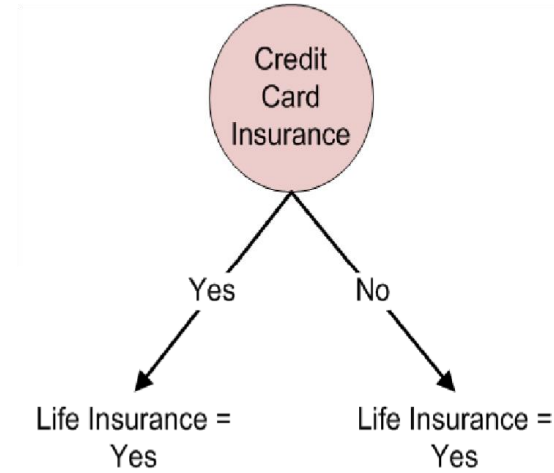 Credit
Card
Insurance
Yes
No
Life Insurance =
Yes
Life Insurance =
Yes